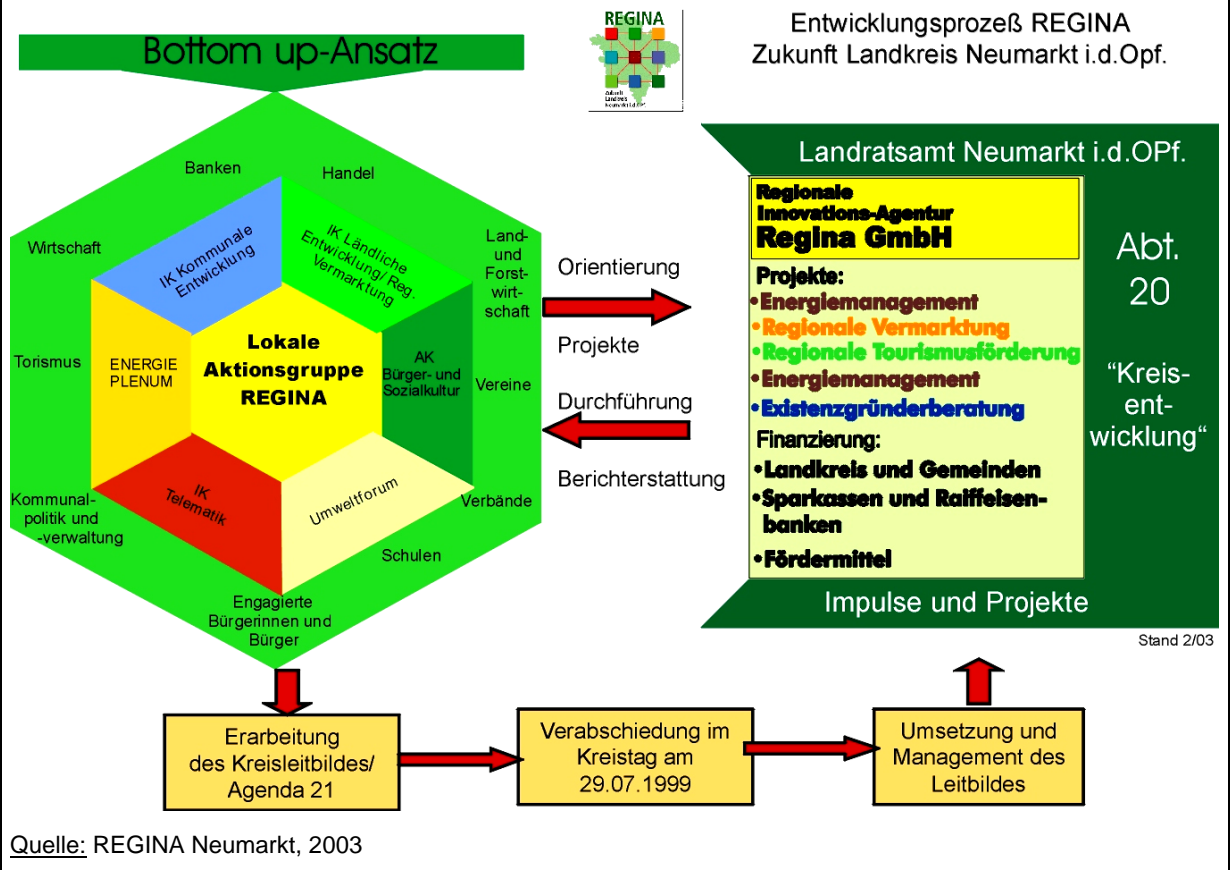 Bottom up-Ansatz
REGINA
Zukunft
Landkreis
Neumarkt i.d.Opf.
Entwicklungsprozeß REGINA
Zukunft Landkreis Neumarkt i.d.Opf.
Banken
Handel
Wirtschaft
Land-
und
Forst-
wirt-
schaft
Torismus
Vereine
Kommunal-
politik und
-verwaltung
Verbände
Schulen
Engagierte
Bürgerinnen und
Bürger
IK Kommunale
Entwicklung
IK Ländliche
Entwicklung/ Reg.
Vermarktung
ENERGIE
PLENUM
Lokale
Aktionsgruppe
REGINA
AK
Bürger- und
Sozialkultur
IK
Telematik
Umweltforum
Orientierung
Projekte
Durchführung
Berichterstattung
Landratsamt Neumarkt i.d.OPf.
Regionale
Innovations-Agentur
Regina GmbH
Projekte:
•Energiemanagement
•Regionale Vermarktung
•Regionale Tourismusförderung
•Energiemanagement
•Existenzgründerberatung
Finanzierung:
•Landkreis und Gemeinden
•Sparkassen und Raiffeisen-
banken
•Fördermittel
Abt.
20
“Kreis-
ent-
wicklung“
Impulse und Projekte
Stand 2/03
Erarbeitung
des Kreisleitbildes/
Agenda 21
Verabschiedung im
Kreistag am
29.07.1999
Umsetzung und
Management des
Leitbildes
Quelle: REGINA Neumarkt, 2003